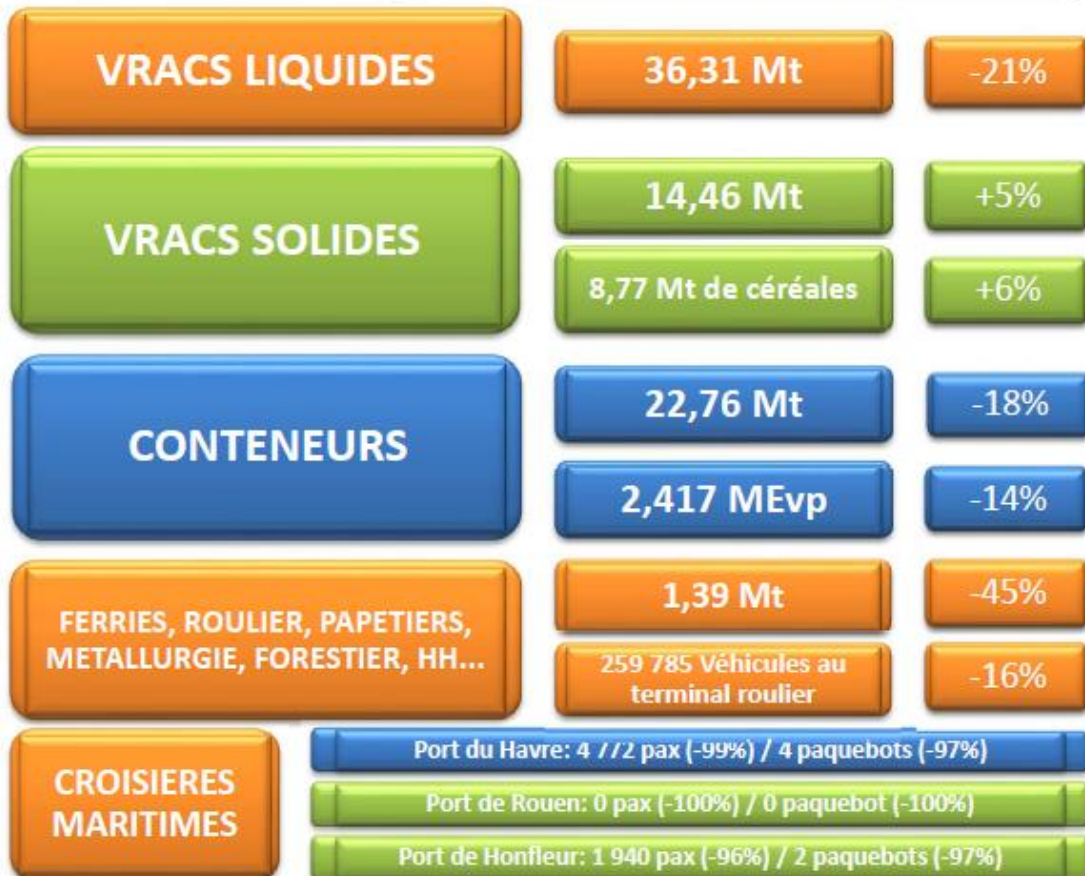 VRACS LIQUIDES
36,31 Mt
-21%
VRACS SOLIDES
14,46 Mt
+5%
8,77 Mt de céréales
+6%
CONTENEURS
22,76 Mt
-18%
2,417 MEvp
-14%
FERRIES, ROULIER, PAPETIERS,
METALLURGIE, FORESTIER, HH...
1,39 Mt
-45%
259 785 Véhicules au
terminal roulier
-16%
CROISIERES
MARITIMES
Port du Havre: 4 772 pax (-99%) / 4 paquebots (-97%)
Port de Rouen: 0 pax (-100%) / 0 paquebot (-100%)
Port de Honfleur: 1 940 pax (-96%) / 2 paquebots (-97%)